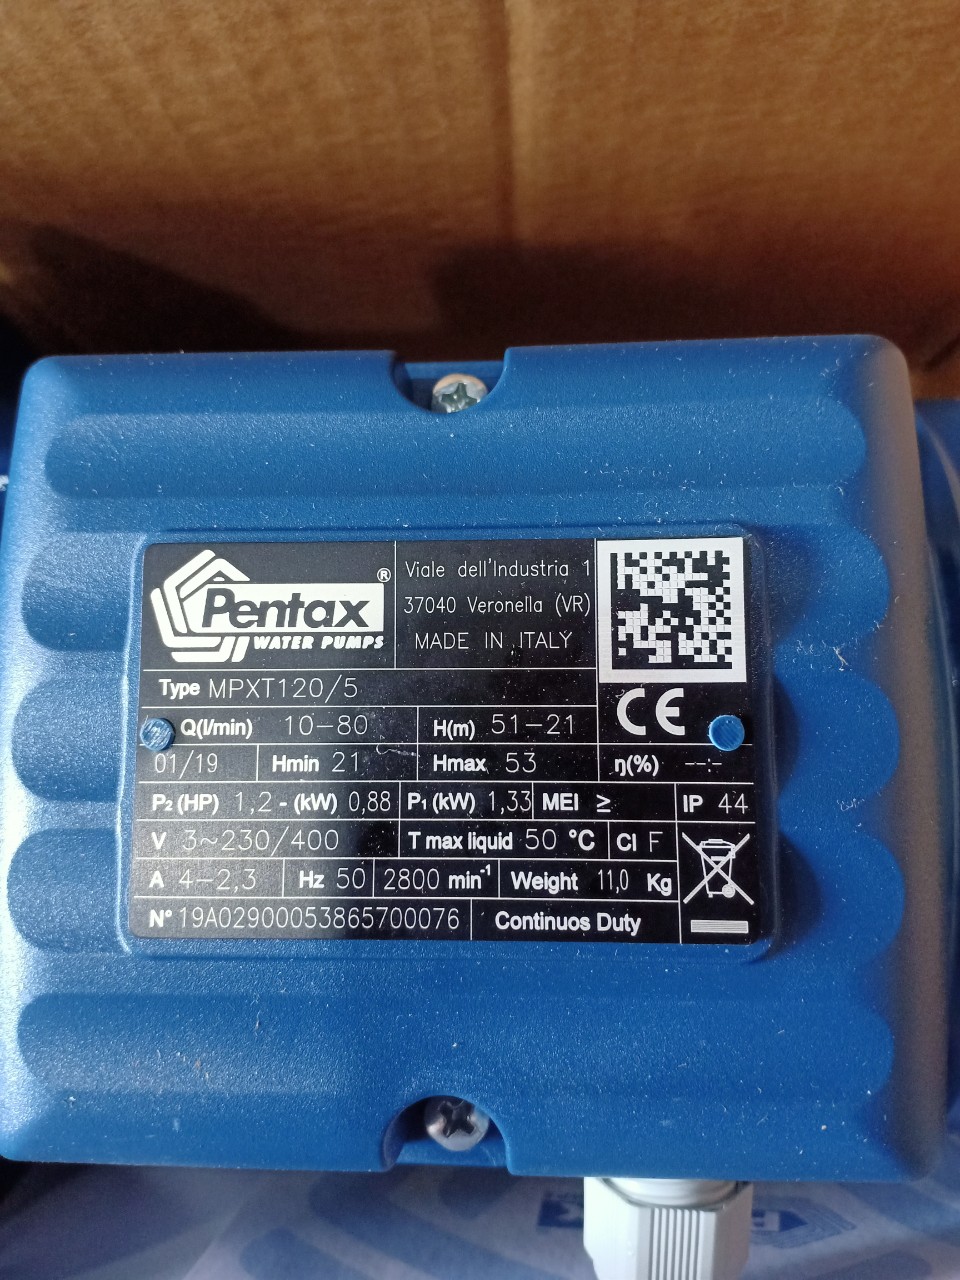 Pentax®
WATER PUMPS
Viale dell'Industria 1
37040 Veronella (VR)
MADE IN ITALY
Type MPXT120/5
Q(l/min) 10-80 H(m) 51-21
CE
01/19 Hmin 21 Hmax 53 η(%) --:-
P₂ (HP) 1,2 - (kW) 0,88 P₁ (kW) 1,33 MEI ≥ IP 44
V 3~230/400 T max liquid 50 °C Cl F
A 4-2,3 Hz 50 2800 min⁻¹ Weight 11,0 Kg
N° 19A02900053865700076 Continuos Duty